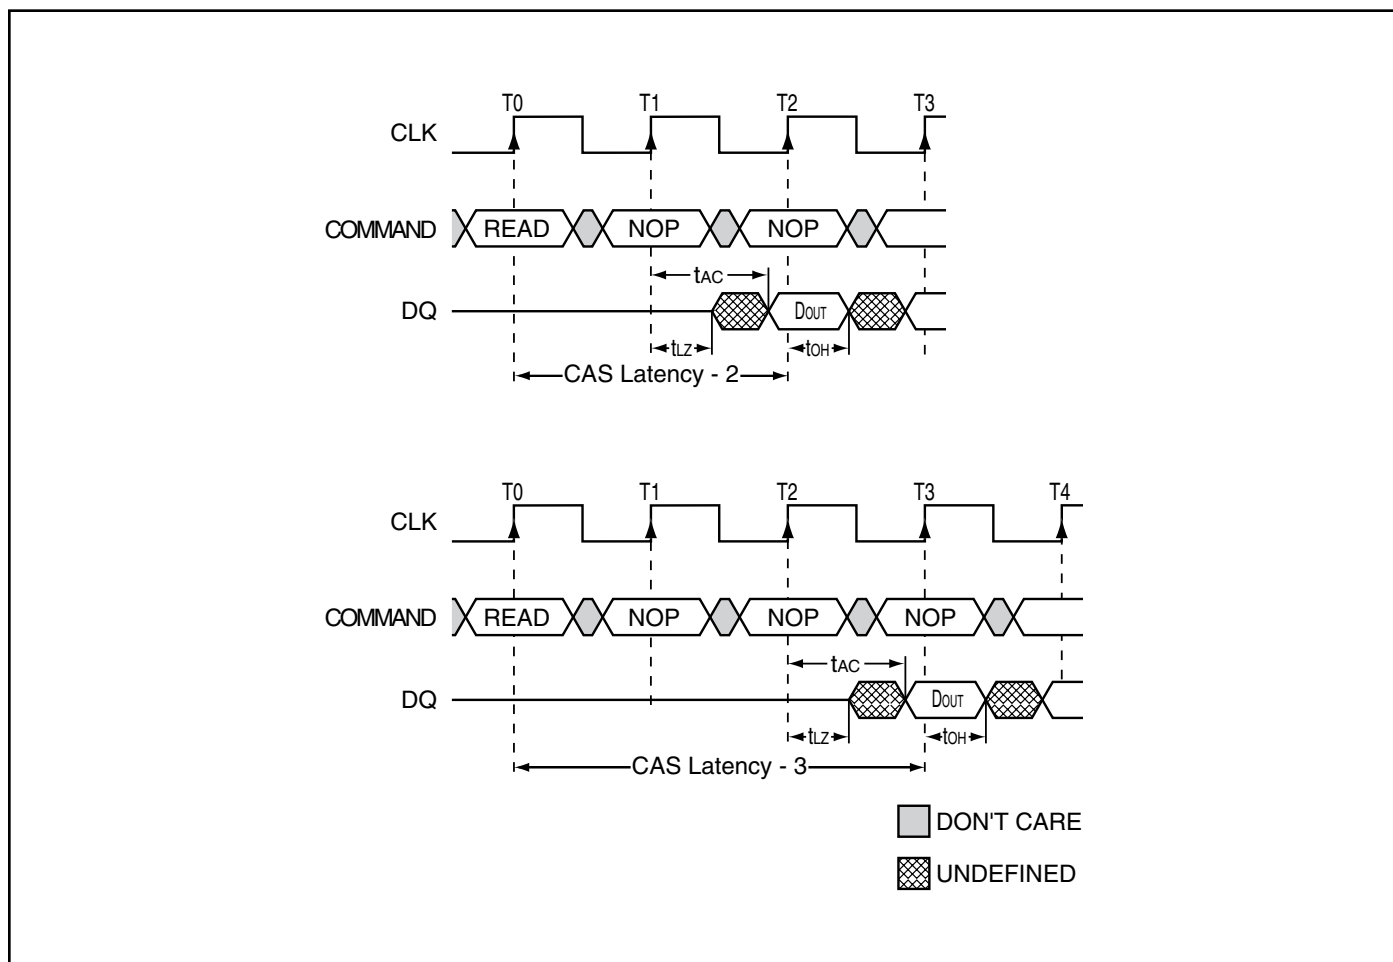 T0 T1 T2 T3
CLK
COMMAND READ NOP NOP
tAC
DQ DOUT
tLZ tOH
CAS Latency - 2
T0 T1 T2 T3 T4
CLK
COMMAND READ NOP NOP NOP
tAC
DQ DOUT
tLZ tOH
CAS Latency - 3
DON'T CARE
UNDEFINED